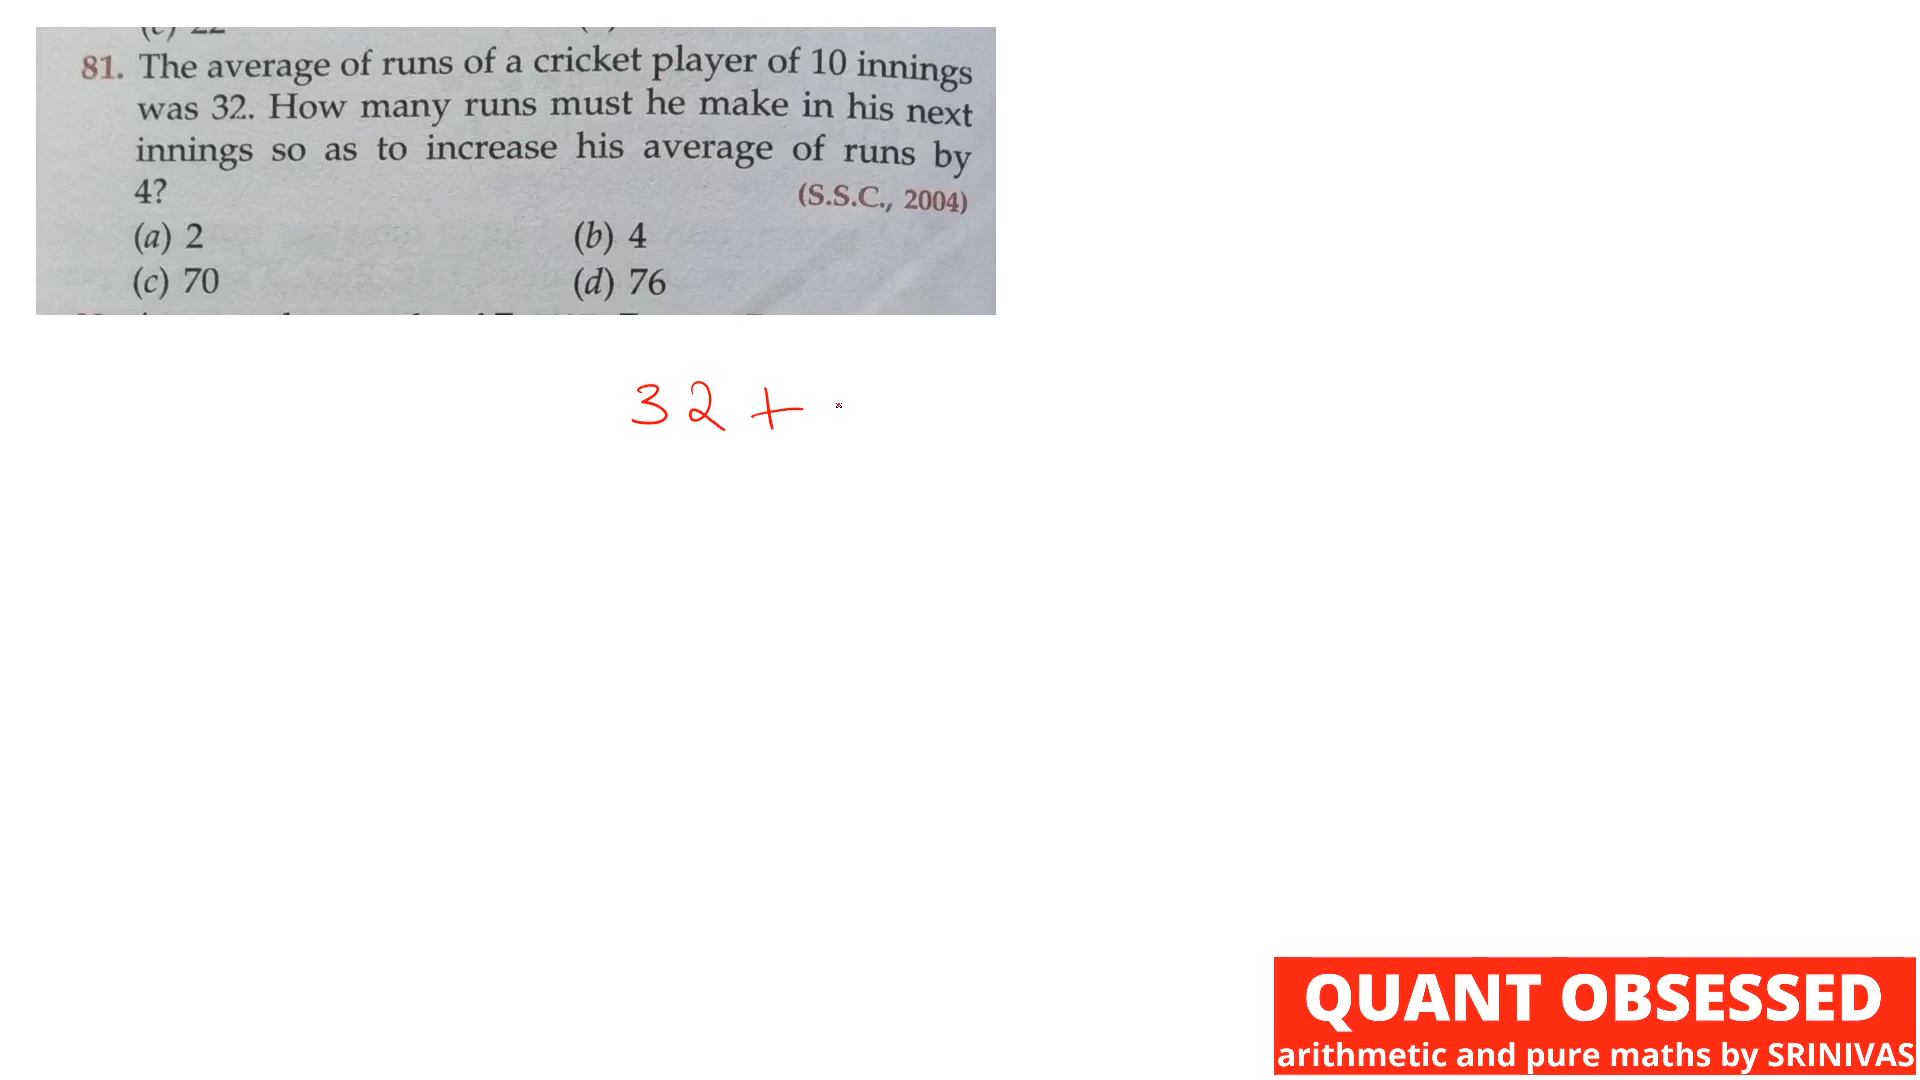 81. The average of runs of a cricket player of 10 innings
was 32. How many runs must he make in his next
innings so as to increase his average of runs by
4? (S.S.C., 2004)
(a) 2 (b) 4
(c) 70 (d) 76
32 +
QUANT OBSESSED
arithmetic and pure maths by SRINIVAS